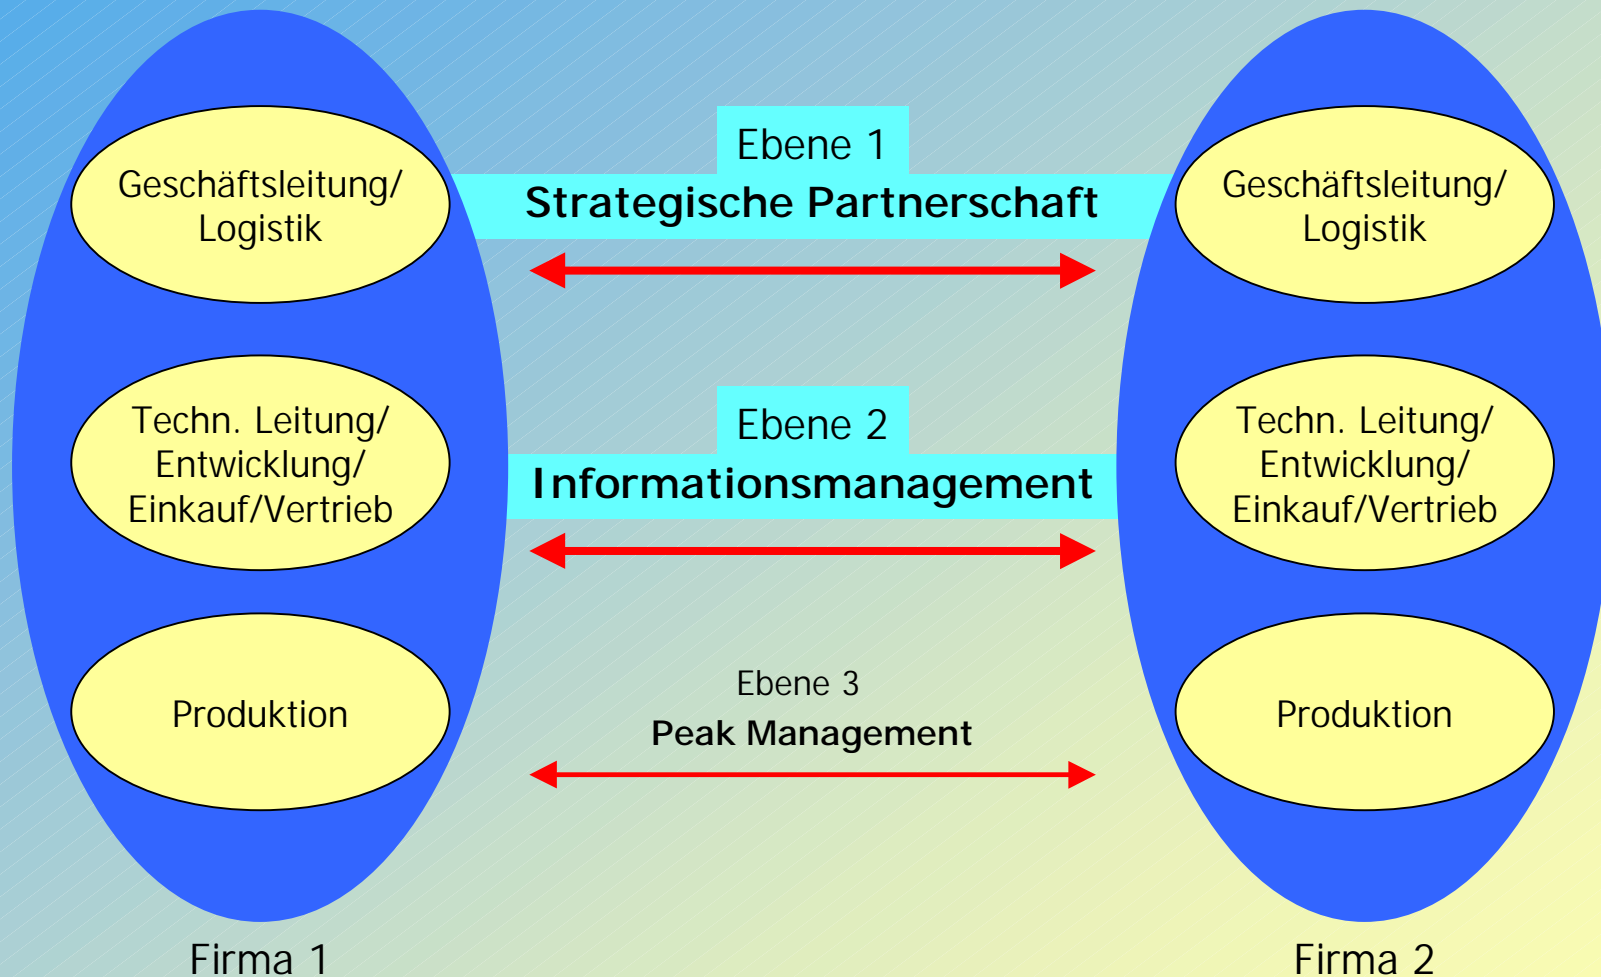 Ebene 1
Strategische Partnerschaft
Geschäftsleitung/
Logistik
Geschäftsleitung/
Logistik
Ebene 2
Informationsmanagement
Techn. Leitung/
Entwicklung/
Einkauf/Vertrieb
Techn. Leitung/
Entwicklung/
Einkauf/Vertrieb
Ebene 3
Peak Management
Produktion
Produktion
Firma 1
Firma 2